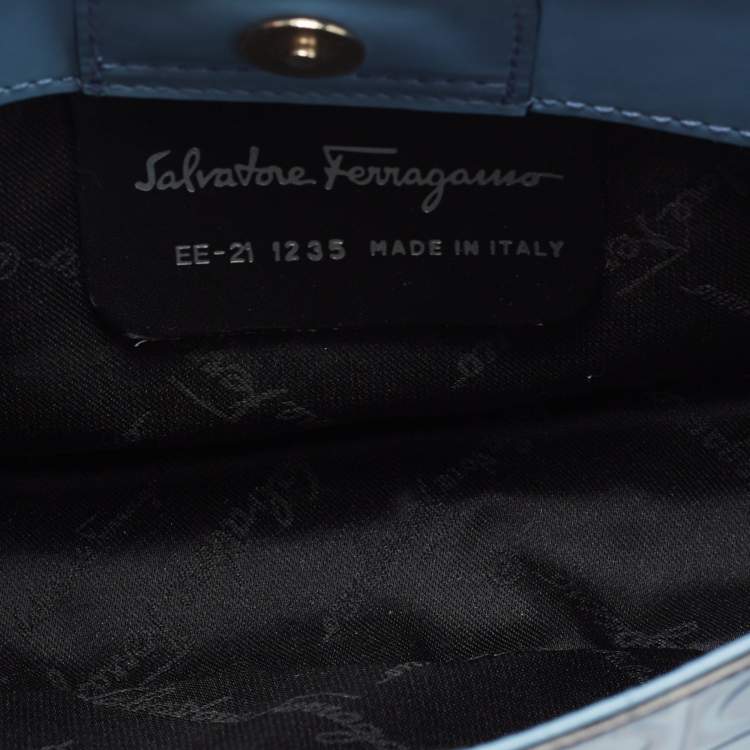 Salvatore Ferragamo
EE-21 1235 MADE IN ITALY